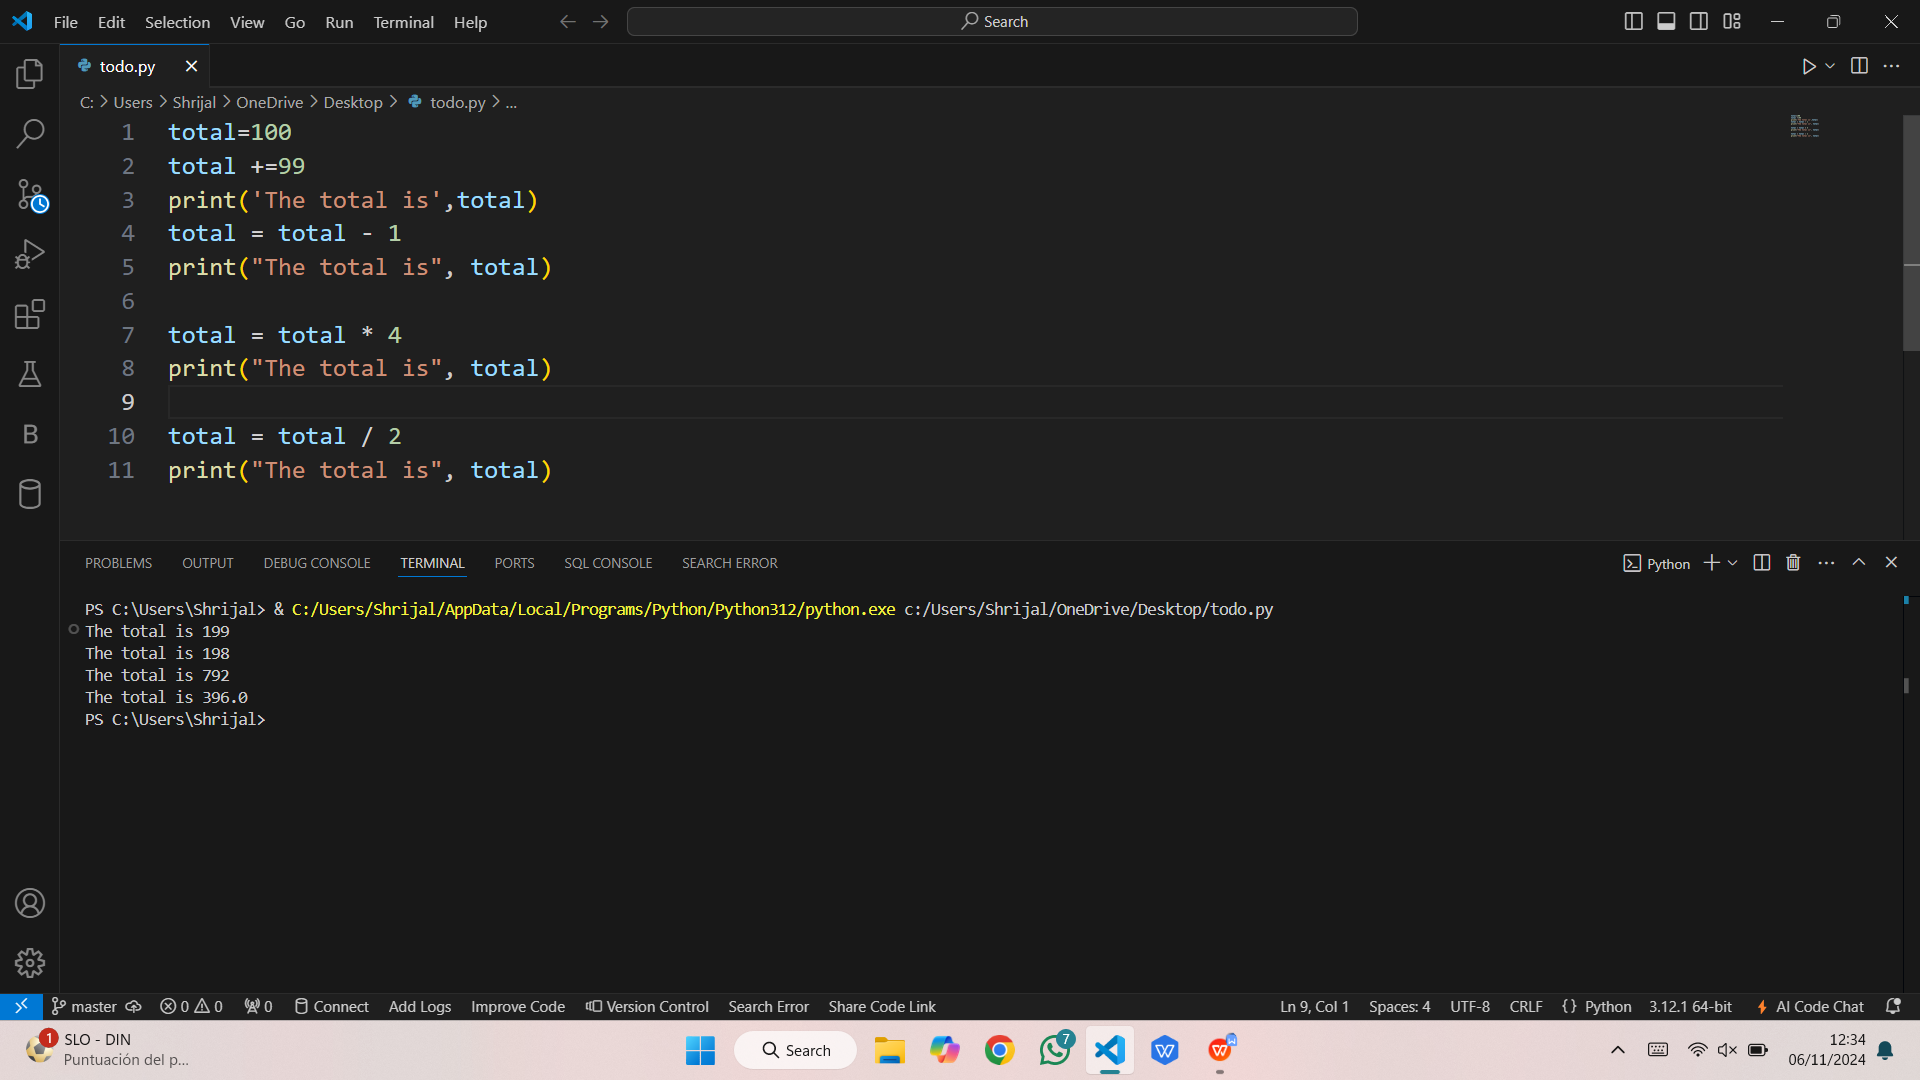 File Edit Selection View Go Run Terminal Help
Search
todo.py
C: > Users > Shrijal > OneDrive > Desktop > todo.py > ...
1 total=100
2 total +=99
3 print('The total is',total)
4 total = total - 1
5 print("The total is", total)
6
7 total = total * 4
8 print("The total is", total)
9
10 total = total / 2
11 print("The total is", total)
B
PROBLEMS OUTPUT DEBUG CONSOLE TERMINAL PORTS SQL CONSOLE SEARCH ERROR
Python
PS C:\Users\Shrijal> & C:/Users/Shrijal/AppData/Local/Programs/Python/Python312/python.exe c:/Users/Shrijal/OneDrive/Desktop/todo.py
The total is 199
The total is 198
The total is 792
The total is 396.0
PS C:\Users\Shrijal>
master 0 0 0 Connect Add Logs Improve Code Version Control Search Error Share Code Link Ln 9, Col 1 Spaces: 4 UTF-8 CRLF {} Python 3.12.1 64-bit AI Code Chat
1 SLO - DIN
Puntuación del p...
Search
7
12:34
06/11/2024